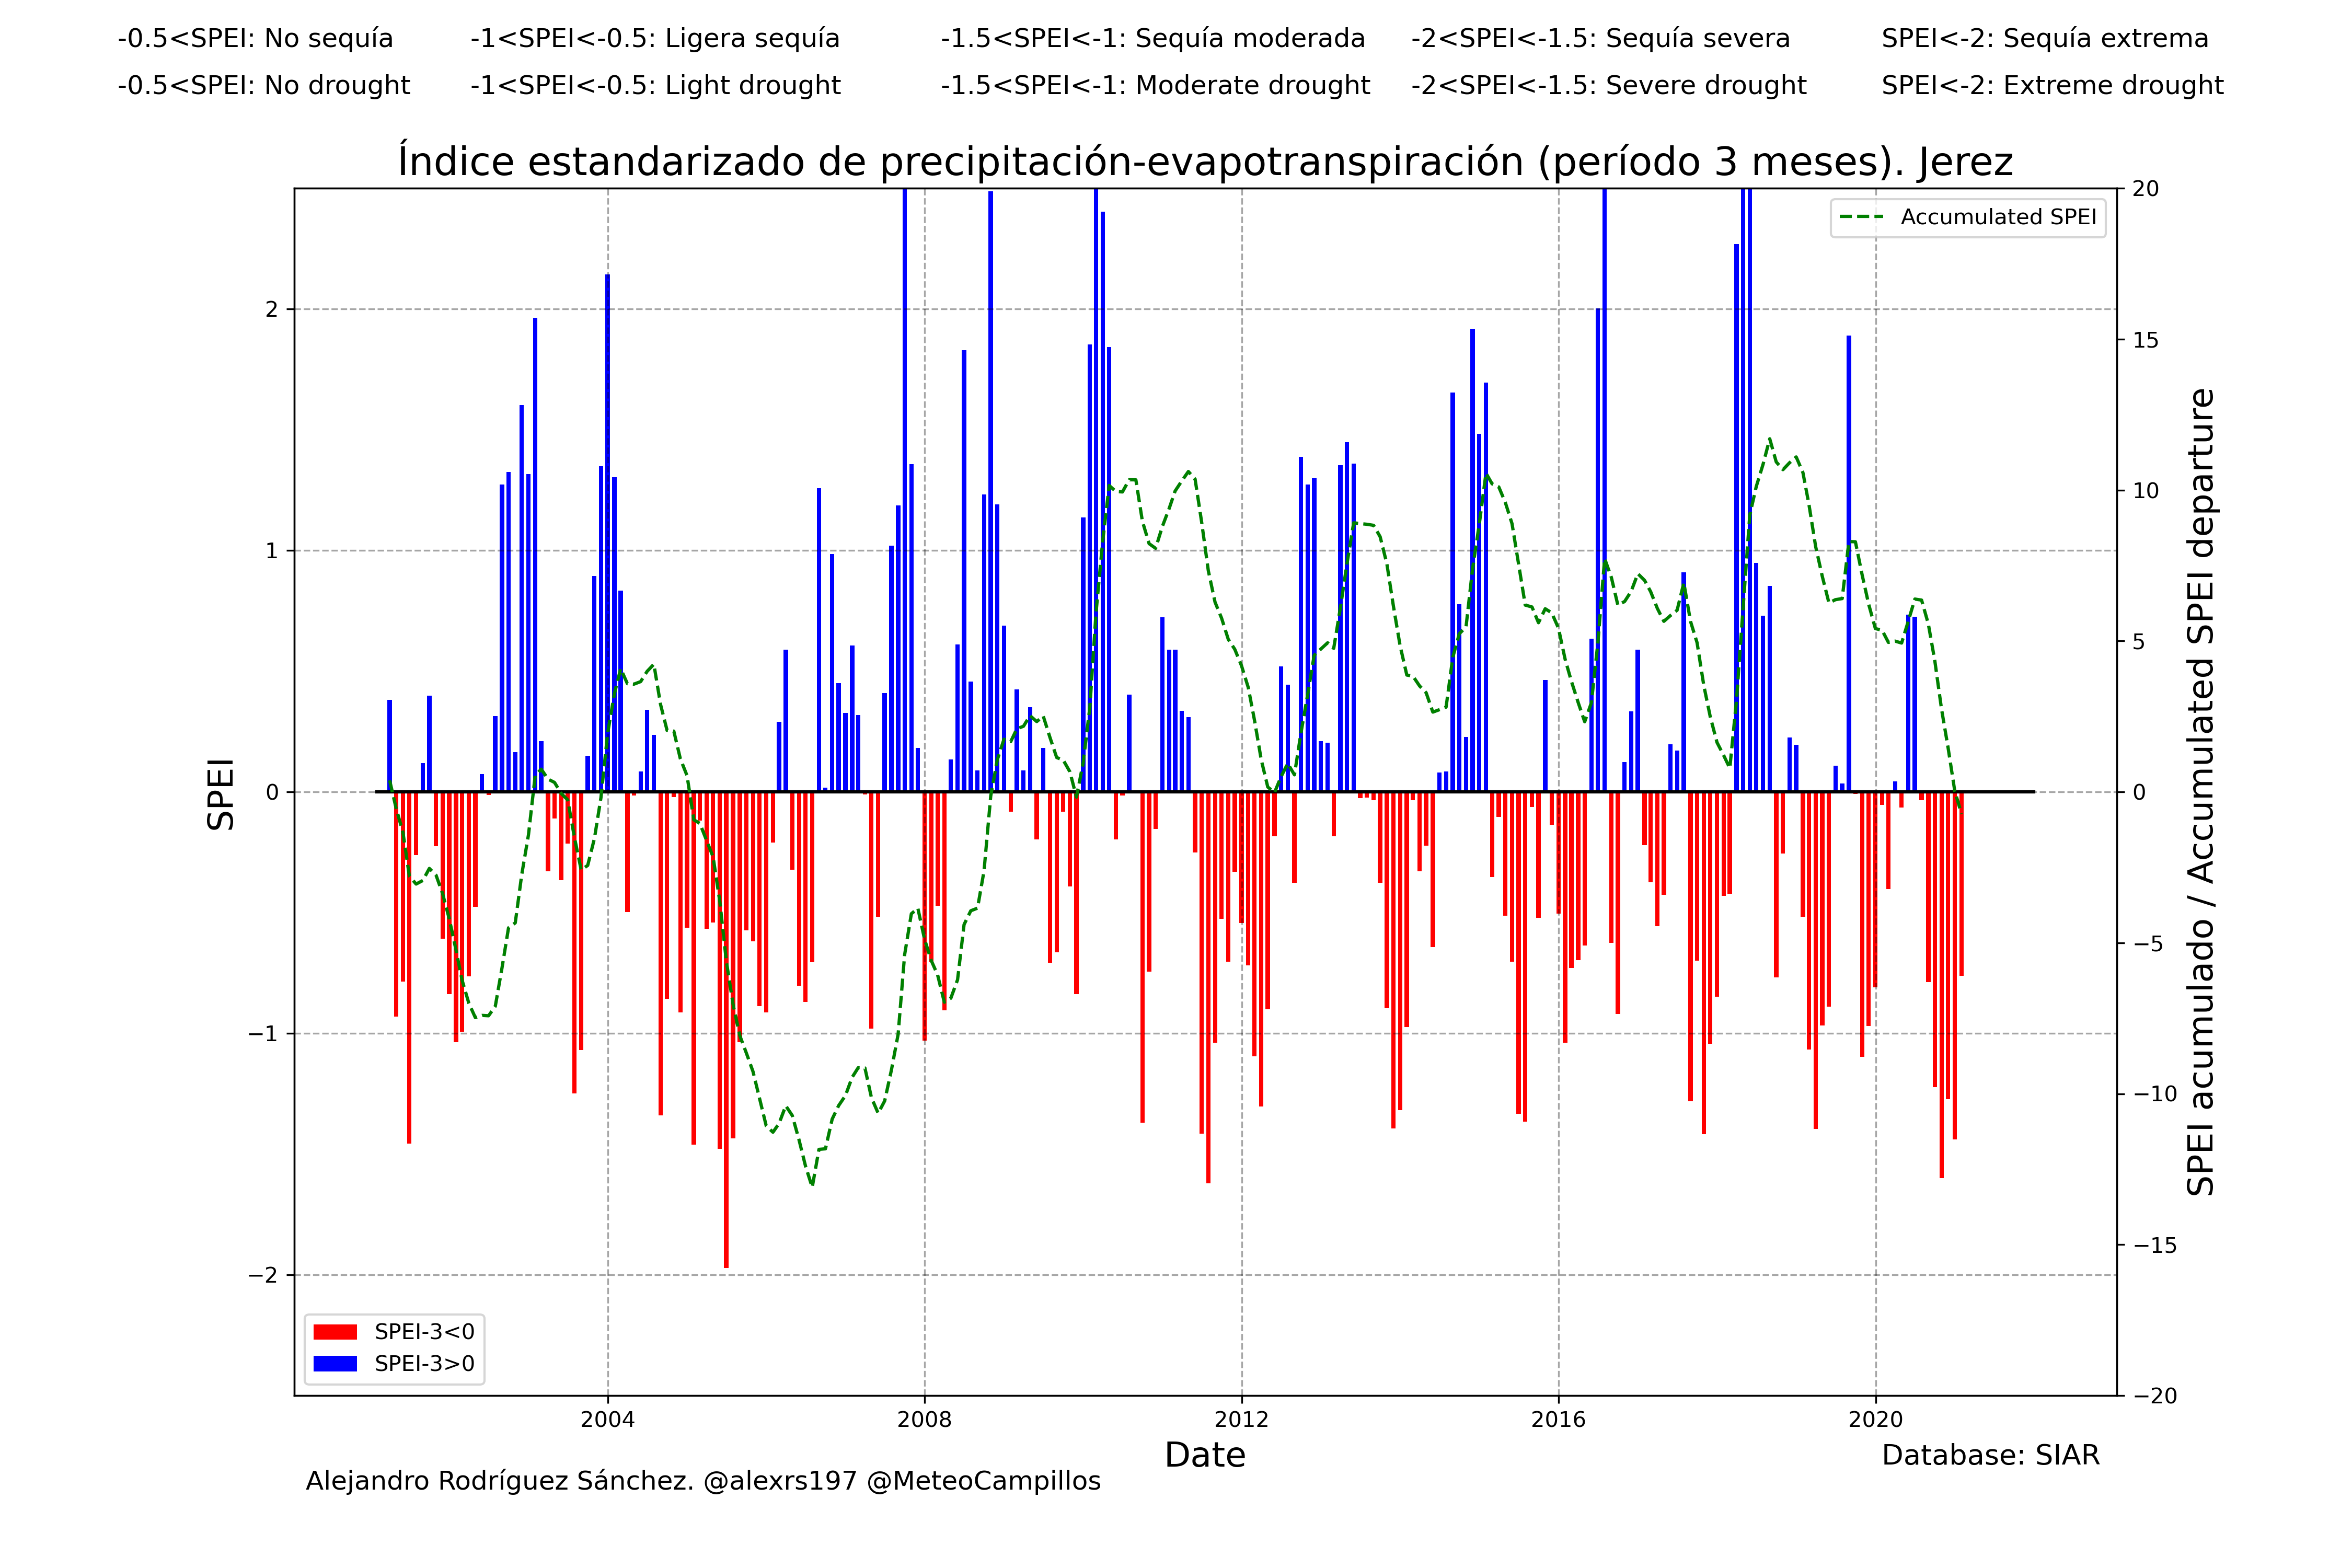 -0.5<SPEI: No sequía -1<SPEI<-0.5: Ligera sequía -1.5<SPEI<-1: Sequía moderada -2<SPEI<-1.5: Sequía severa SPEI<-2: Sequía extrema
-0.5<SPEI: No drought -1<SPEI<-0.5: Light drought -1.5<SPEI<-1: Moderate drought -2<SPEI<-1.5: Severe drought SPEI<-2: Extreme drought
Índice estandarizado de precipitación-evapotranspiración (período 3 meses). Jerez
Accumulated SPEI
SPEI
2
1
0
−1
−2
20
15
10
5
0
−5
−10
−15
−20
SPEI acumulado / Accumulated SPEI departure
SPEI-3<0
SPEI-3>0
2004 2008 2012 2016 2020
Date
Database: SIAR
Alejandro Rodríguez Sánchez. @alexrs197 @MeteoCampillos